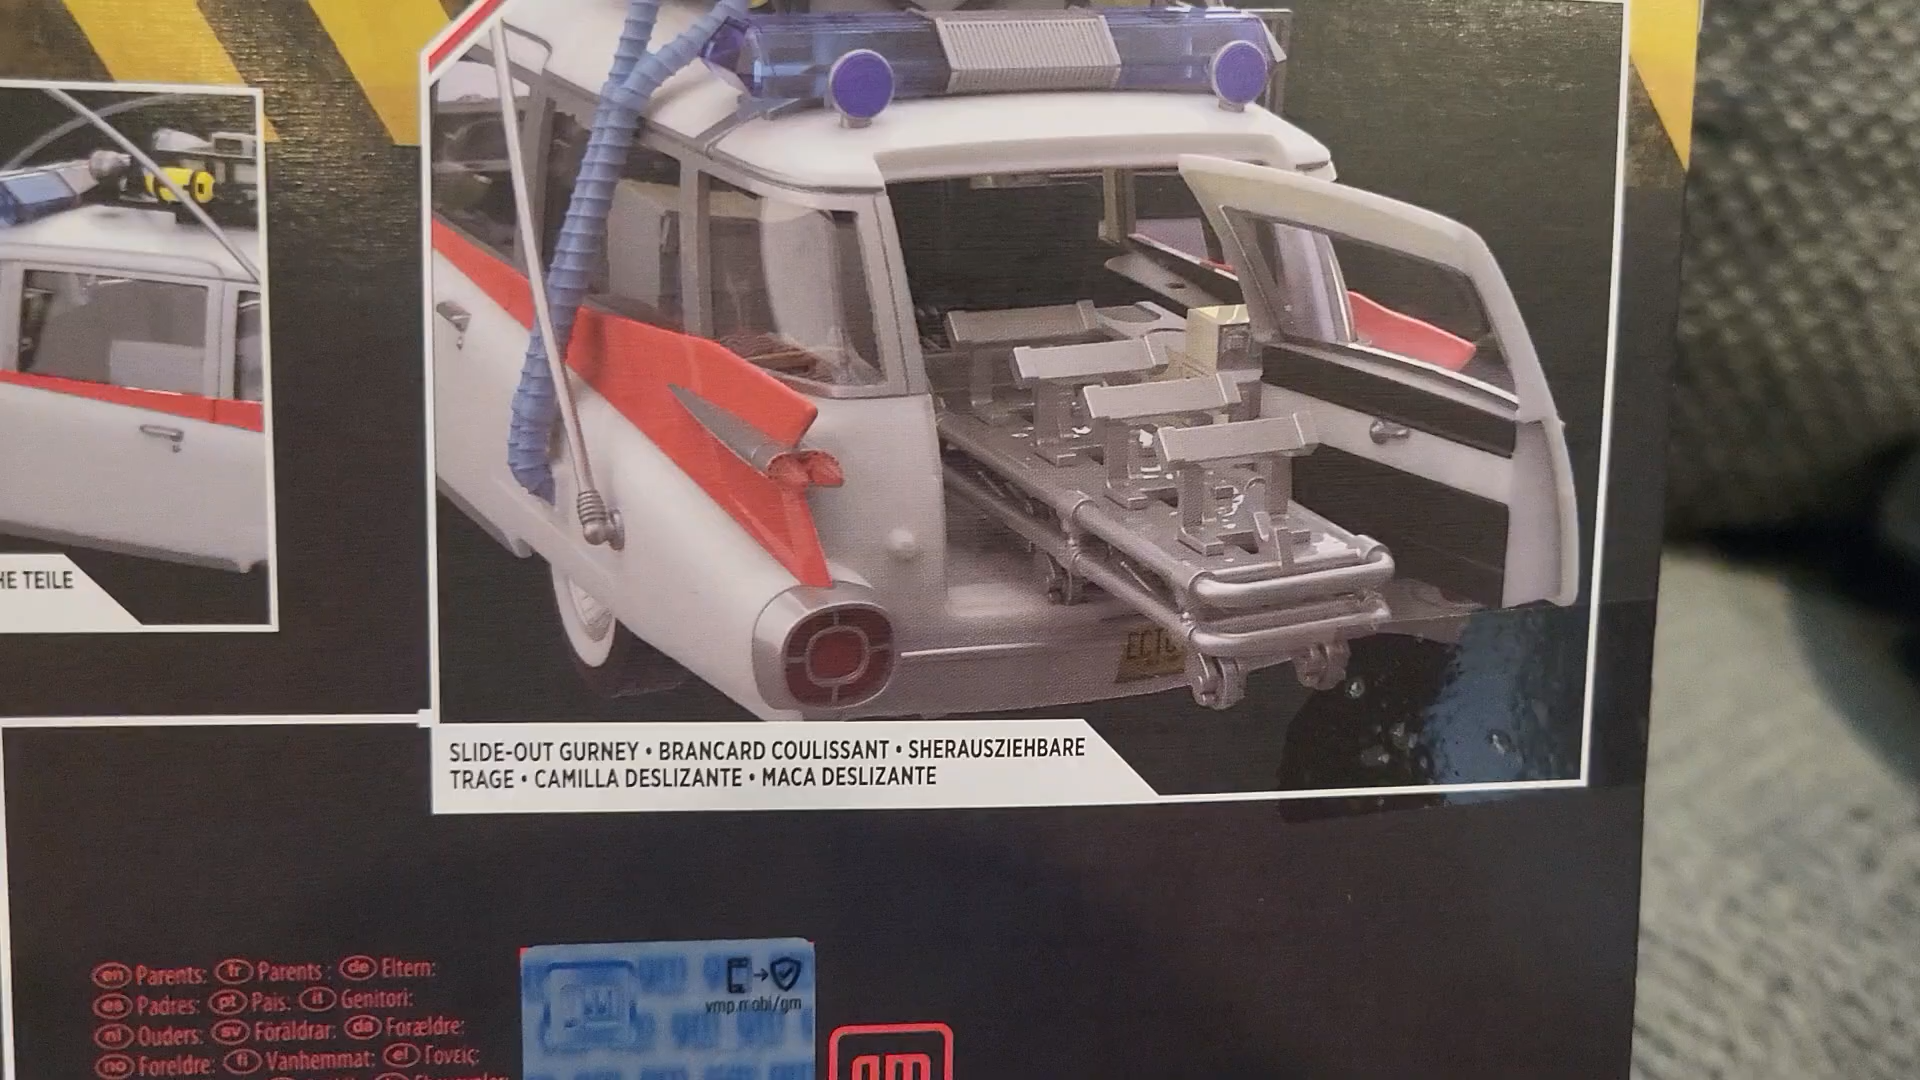 HE TEILE
ECTO
SLIDE-OUT GURNEY • BRANCARD COULISSANT • SHERAUSZIEHBARE
TRAGE • CAMILLA DESLIZANTE • MACA DESLIZANTE
en Parents: fr Parents : de Eltern:
es Padres: pt Pais: it Genitori:
nl Ouders: sv Föräldrar: da Forældre:
no Foreldre: fi Vanhemmat: el Γονείς:
vmp.mobi/gm
gm